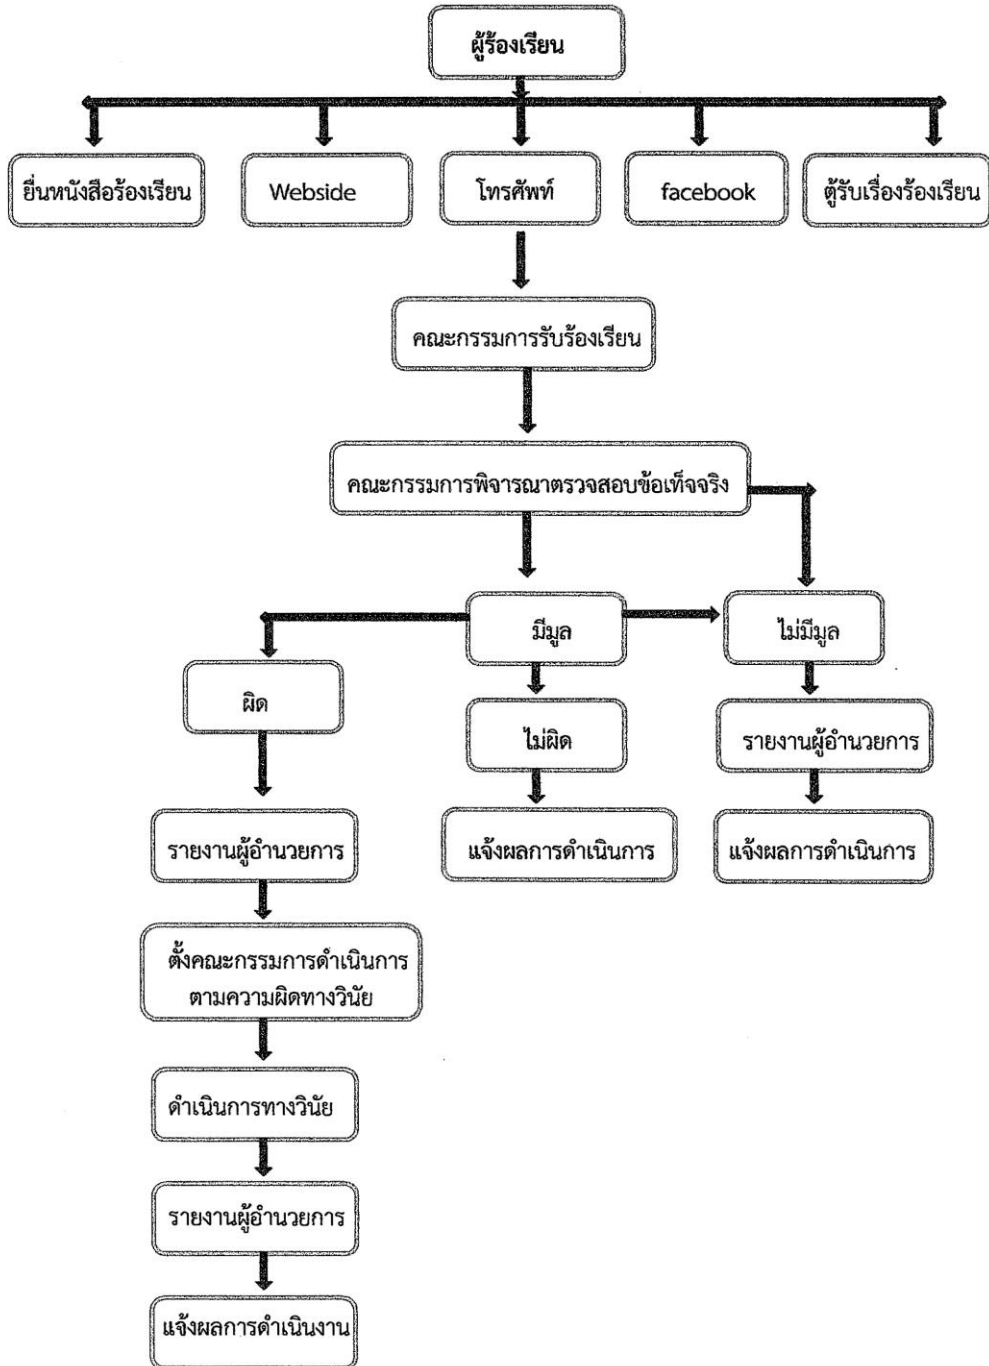 ผู้ร้องเรียน
ยื่นหนังสือร้องเรียน
Webside
โทรศัพท์
facebook
ตู้รับเรื่องร้องเรียน
คณะกรรมการรับร้องเรียน
คณะกรรมการพิจารณาตรวจสอบข้อเท็จจริง
มีมูล
ไม่มีมูล
ผิด
ไม่ผิด
รายงานผู้อำนวยการ
รายงานผู้อำนวยการ
แจ้งผลการดำเนินการ
แจ้งผลการดำเนินการ
ตั้งคณะกรรมการดำเนินการ
ตามความผิดทางวินัย
ดำเนินการทางวินัย
รายงานผู้อำนวยการ
แจ้งผลการดำเนินงาน